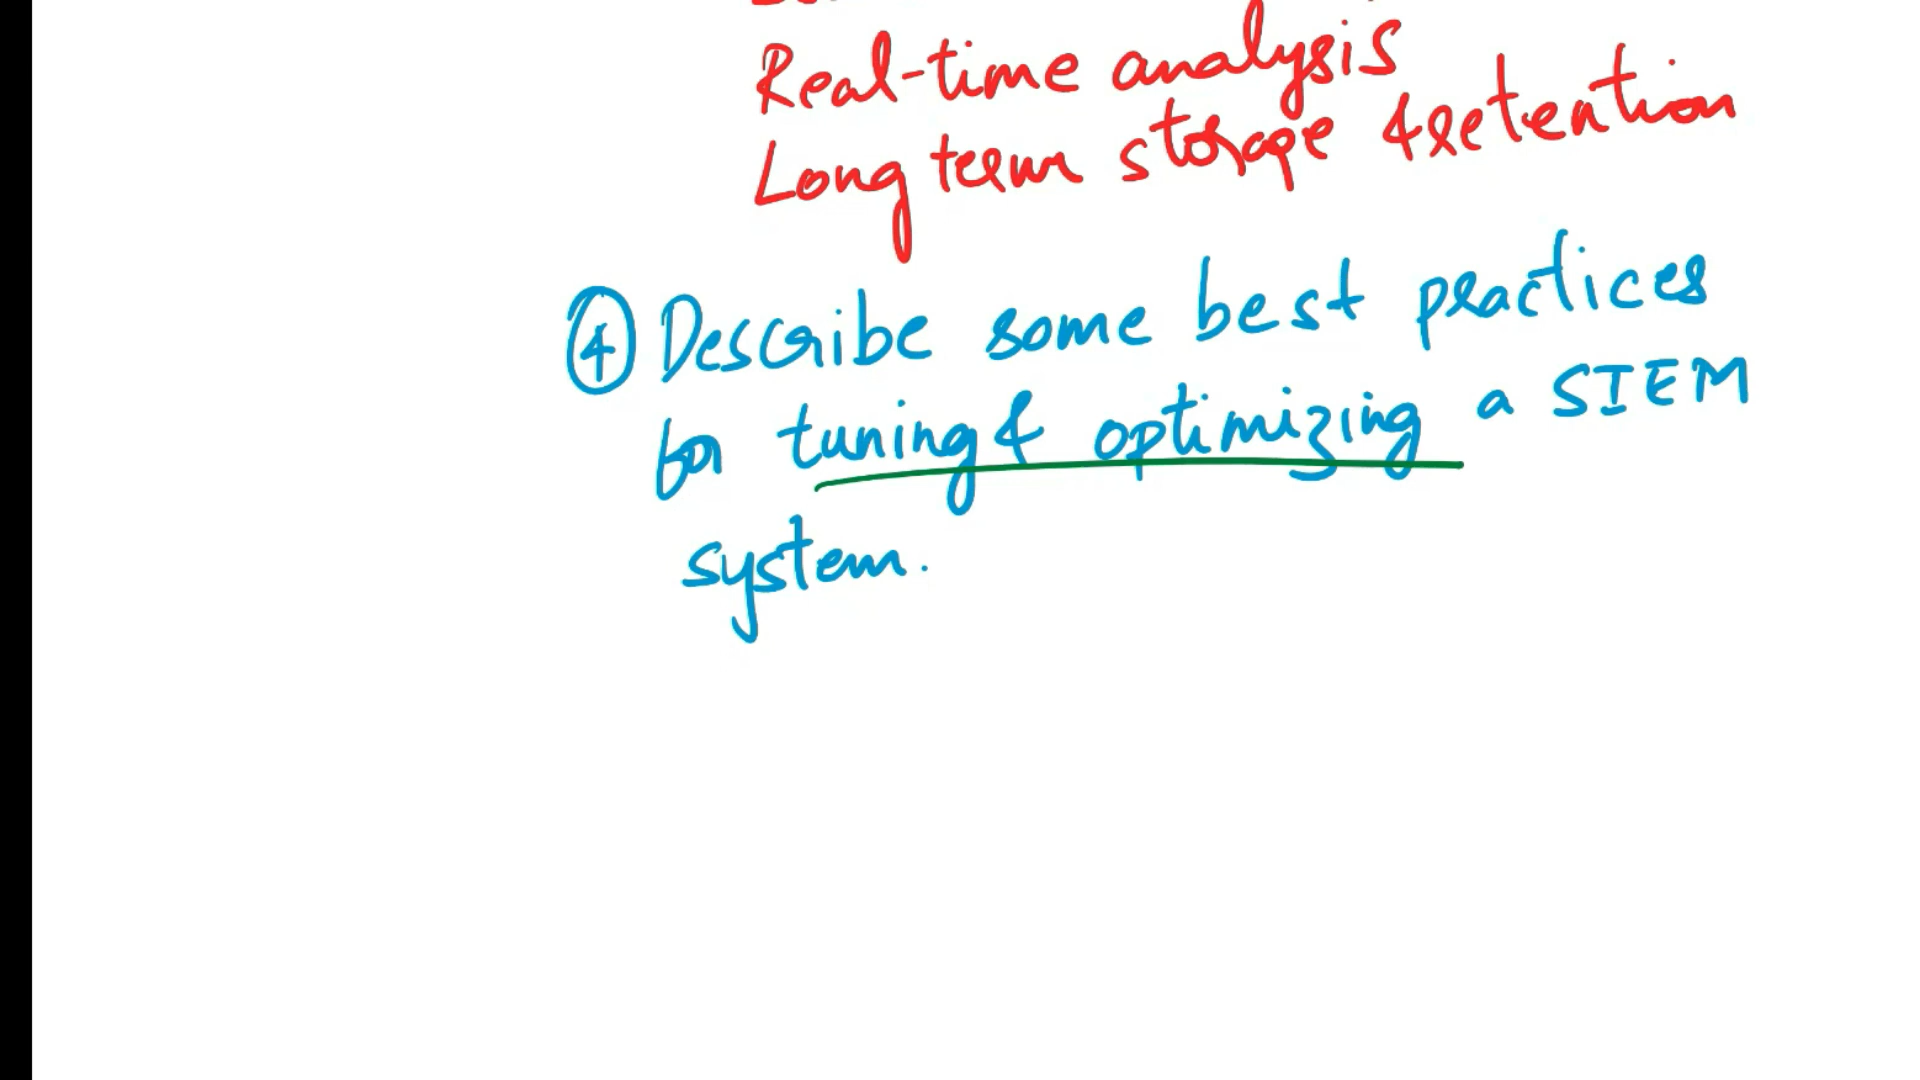 Real-time analysis
Long term storage & retention
④ Describe some best practices
for tuning & optimizing a SIEM
system.